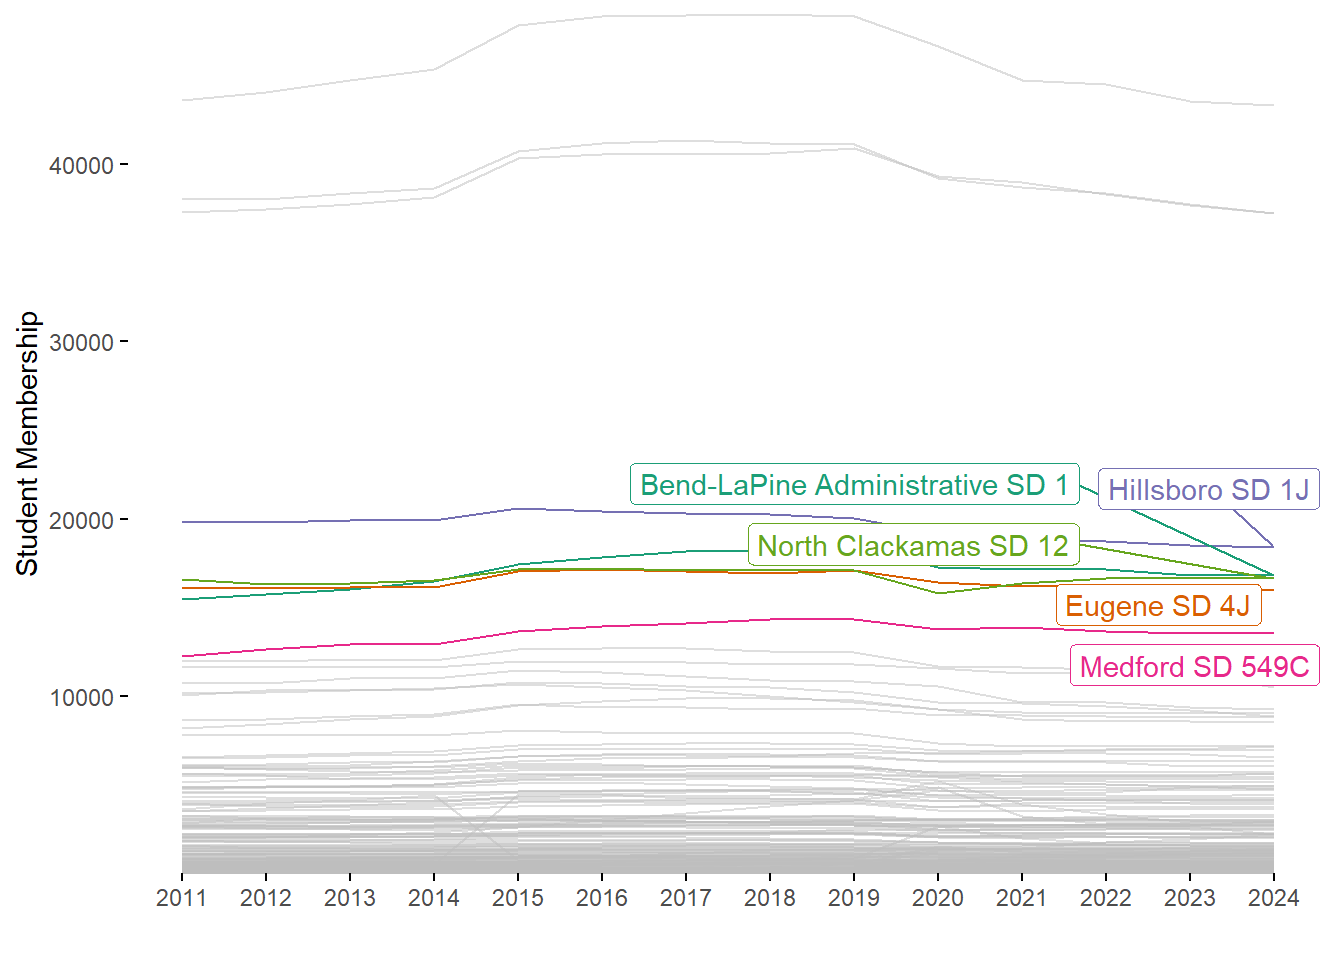 40000
30000
20000
10000
Student Membership
Bend-LaPine Administrative SD 1
Hillsboro SD 1J
North Clackamas SD 12
Eugene SD 4J
Medford SD 549C
2011 2012 2013 2014 2015 2016 2017 2018 2019 2020 2021 2022 2023 2024